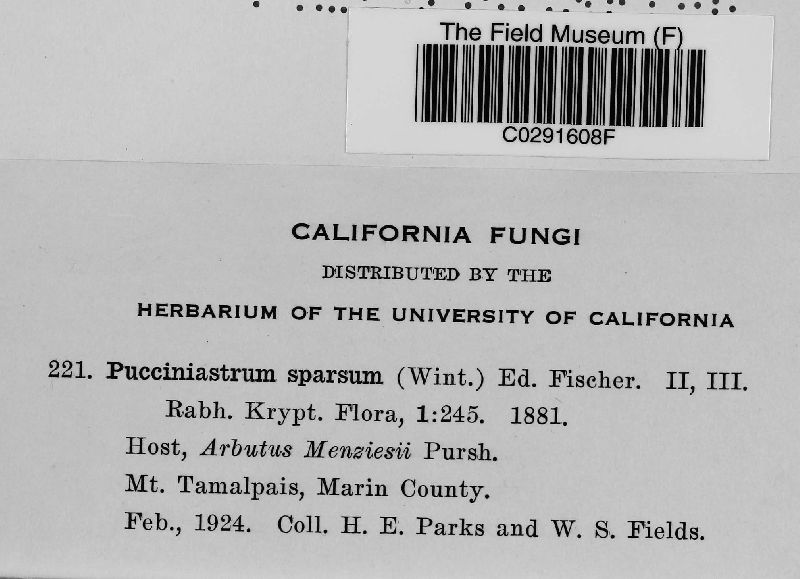 The Field Museum (F)
C0291608F
CALIFORNIA FUNGI
DISTRIBUTED BY THE
HERBARIUM OF THE UNIVERSITY OF CALIFORNIA
221. Pucciniastrum sparsum (Wint.) Ed. Fischer. II, III.
Rabh. Krypt. Flora, 1:245. 1881.
Host, Arbutus Menziesii Pursh.
Mt. Tamalpais, Marin County.
Feb., 1924. Coll. H. E. Parks and W. S. Fields.